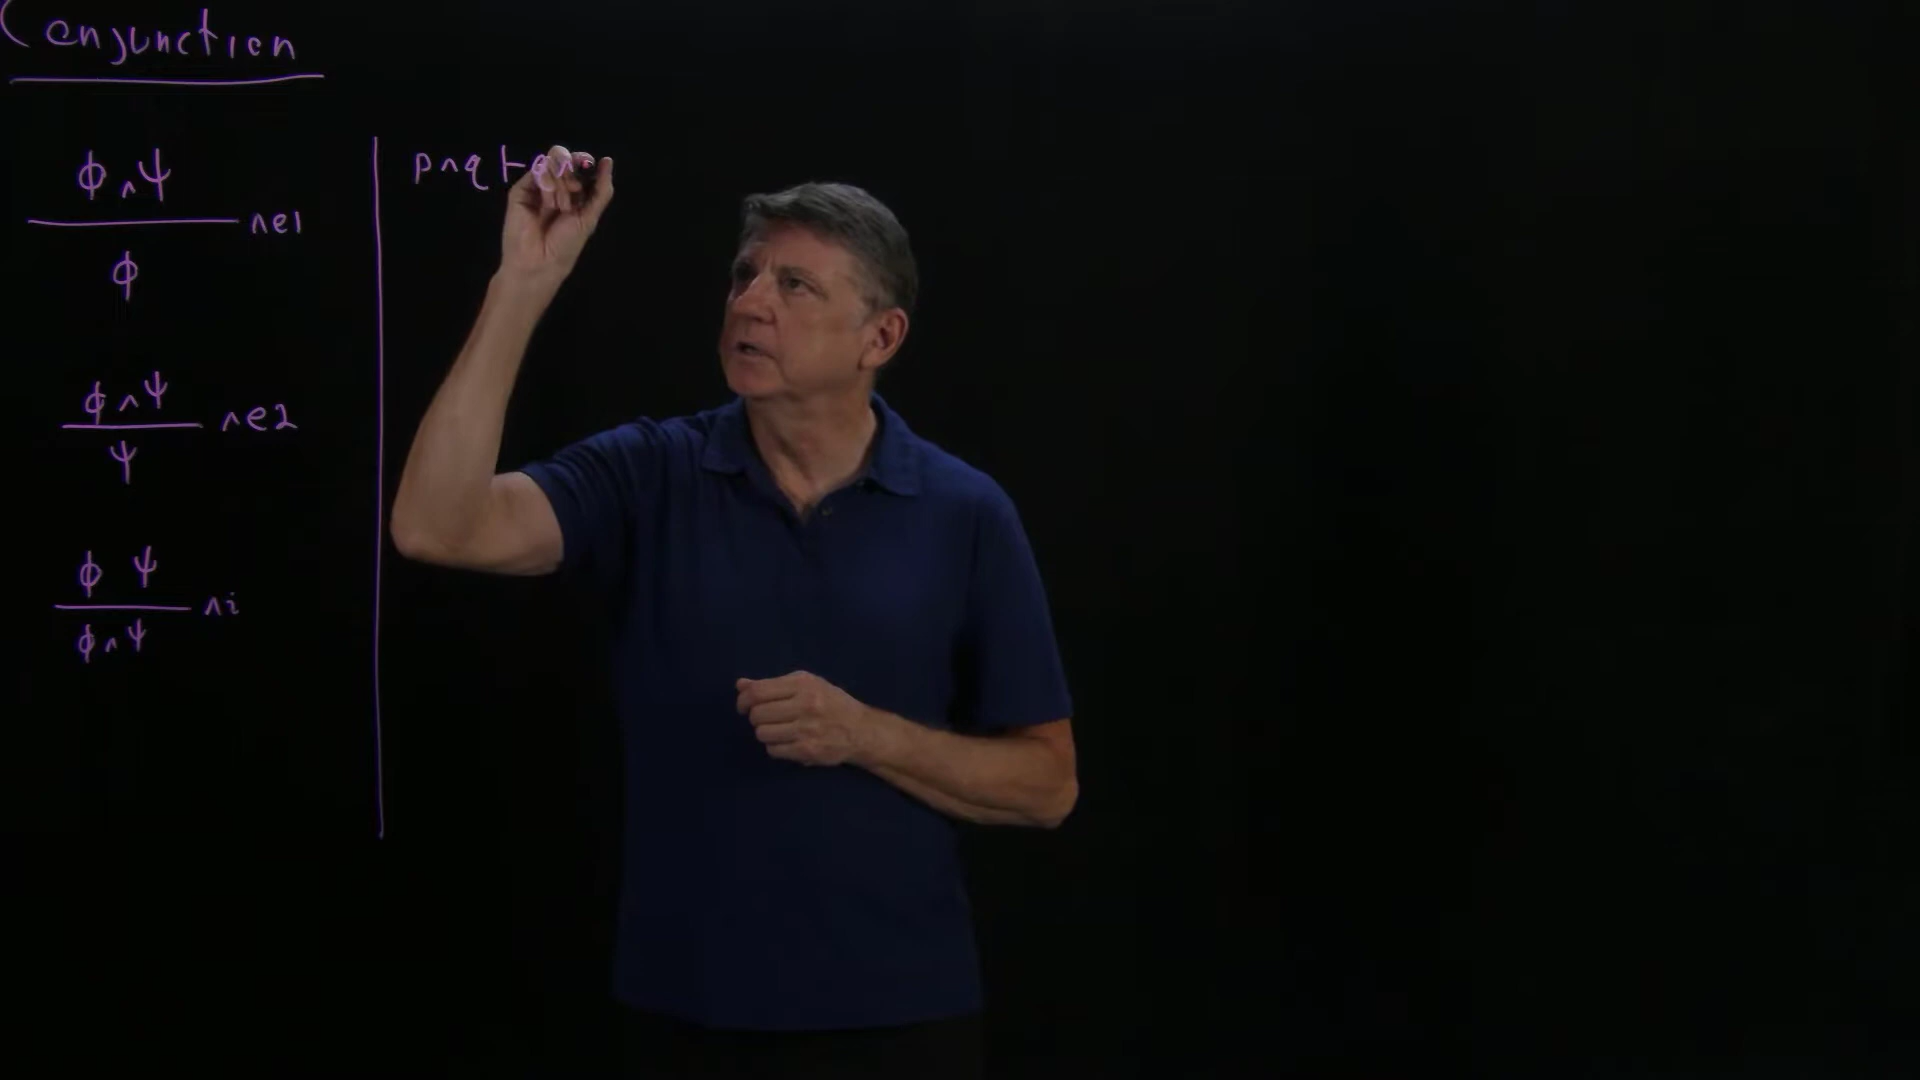 Conjunction
ϕ ∧ ψ
∧e1
ϕ
ϕ ∧ ψ
∧e2
ψ
ϕ ψ
∧i
ϕ ∧ ψ
p ∧ q ⊢ q ∧